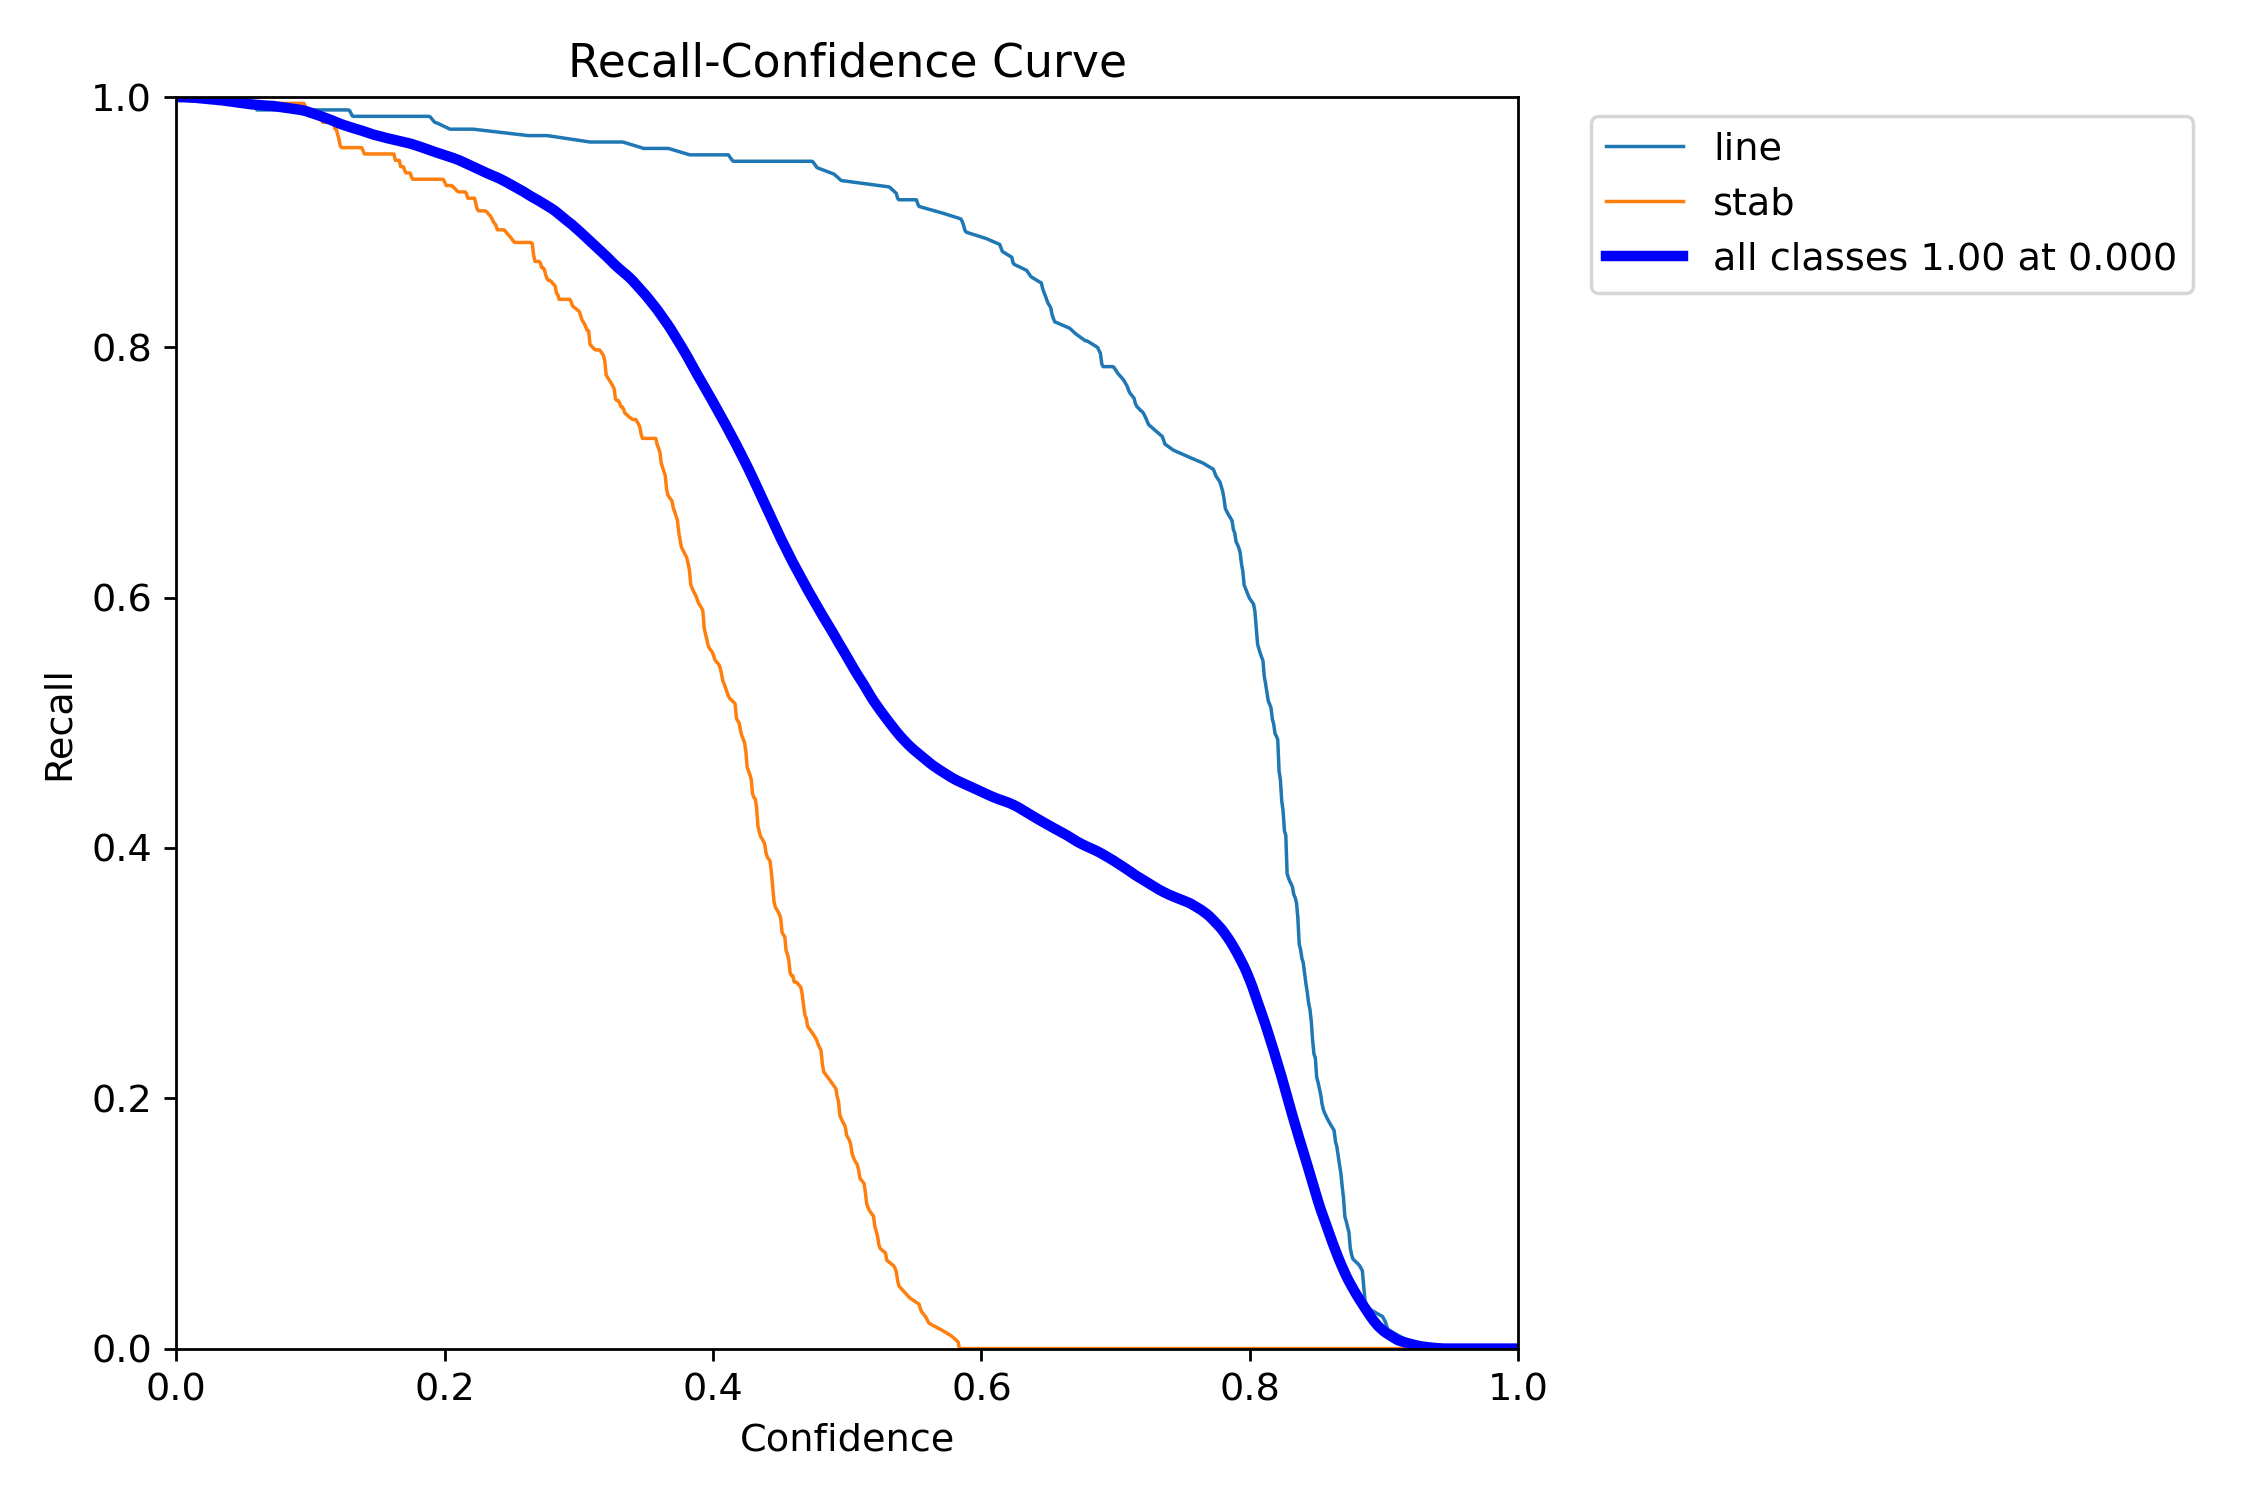 Recall-Confidence Curve
1.0
0.8
0.6
0.4
0.2
0.0
Recall
0.0 0.2 0.4 0.6 0.8 1.0
Confidence
line
stab
all classes 1.00 at 0.000